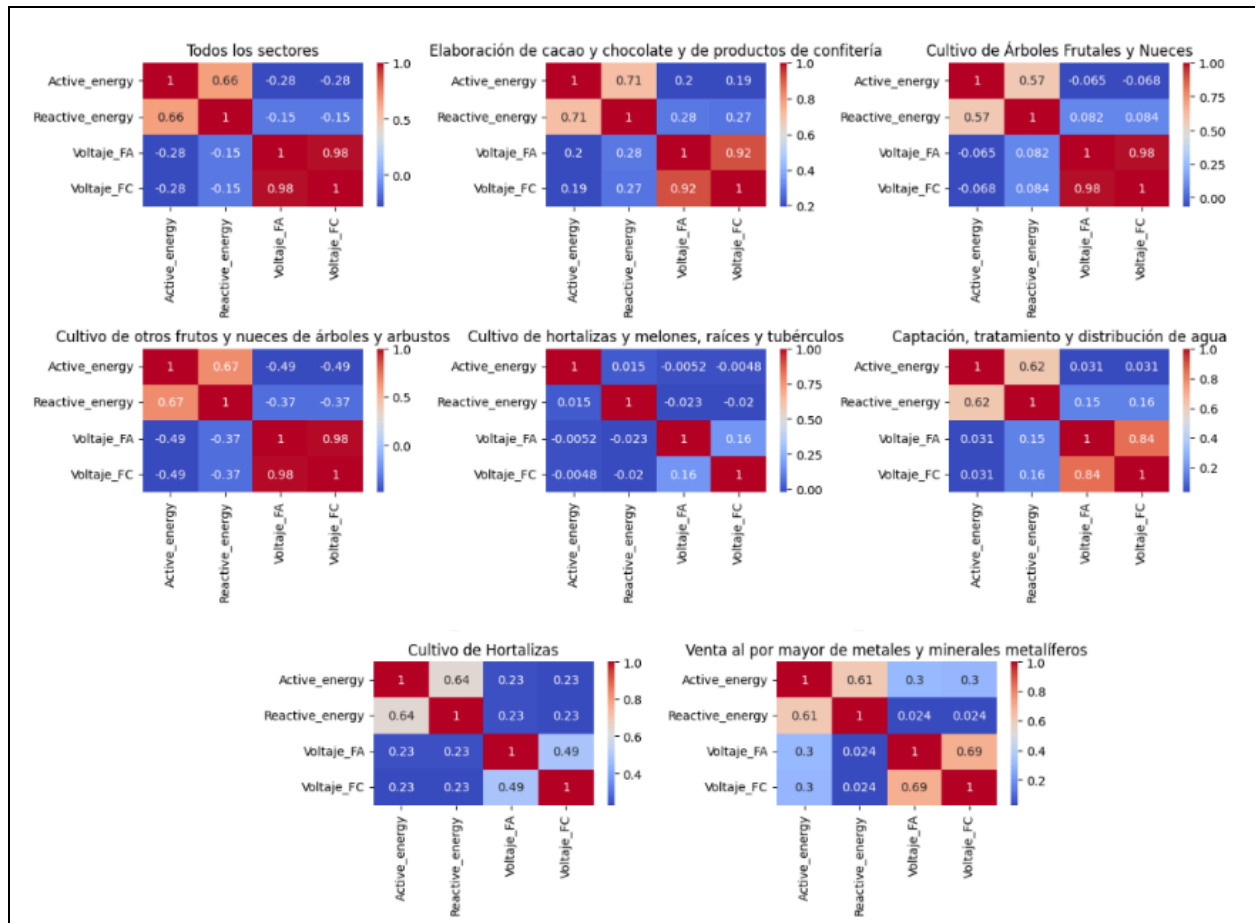 Todos los sectores
Active_energy 1 0.66 -0.28 -0.28
Reactive_energy 0.66 1 -0.15 -0.15
Voltaje_FA -0.28 -0.15 1 0.98
Voltaje_FC -0.28 -0.15 0.98 1
1.0
0.5
0.0
Active_energy
Reactive_energy
Voltaje_FA
Voltaje_FC
Elaboración de cacao y chocolate y de productos de confitería
Active_energy 1 0.71 0.2 0.19
Reactive_energy 0.71 1 0.28 0.27
Voltaje_FA 0.2 0.28 1 0.92
Voltaje_FC 0.19 0.27 0.92 1
1.0
0.8
0.6
0.4
0.2
Active_energy
Reactive_energy
Voltaje_FA
Voltaje_FC
Cultivo de Árboles Frutales y Nueces
Active_energy 1 0.57 -0.065 -0.068
Reactive_energy 0.57 1 0.082 0.084
Voltaje_FA -0.065 0.082 1 0.98
Voltaje_FC -0.068 0.084 0.98 1
1.00
0.75
0.50
0.25
0.00
Active_energy
Reactive_energy
Voltaje_FA
Voltaje_FC
Cultivo de otros frutos y nueces de árboles y arbustos
Active_energy 1 0.67 -0.49 -0.49
Reactive_energy 0.67 1 -0.37 -0.37
Voltaje_FA -0.49 -0.37 1 0.98
Voltaje_FC -0.49 -0.37 0.98 1
1.0
0.5
0.0
Active_energy
Reactive_energy
Voltaje_FA
Voltaje_FC
Cultivo de hortalizas y melones, raíces y tubérculos
Active_energy 1 0.015 -0.0052 -0.0048
Reactive_energy 0.015 1 -0.023 -0.02
Voltaje_FA -0.0052 -0.023 1 0.16
Voltaje_FC -0.0048 -0.02 0.16 1
1.00
0.75
0.50
0.25
0.00
Active_energy
Reactive_energy
Voltaje_FA
Voltaje_FC
Captación, tratamiento y distribución de agua
Active_energy 1 0.62 0.031 0.031
Reactive_energy 0.62 1 0.15 0.16
Voltaje_FA 0.031 0.15 1 0.84
Voltaje_FC 0.031 0.16 0.84 1
1.0
0.8
0.6
0.4
0.2
Active_energy
Reactive_energy
Voltaje_FA
Voltaje_FC
Cultivo de Hortalizas
Active_energy 1 0.64 0.23 0.23
Reactive_energy 0.64 1 0.23 0.23
Voltaje_FA 0.23 0.23 1 0.49
Voltaje_FC 0.23 0.23 0.49 1
1.0
0.8
0.6
0.4
Active_energy
Reactive_energy
Voltaje_FA
Voltaje_FC
Venta al por mayor de metales y minerales metalíferos
Active_energy 1 0.61 0.3 0.3
Reactive_energy 0.61 1 0.024 0.024
Voltaje_FA 0.3 0.024 1 0.69
Voltaje_FC 0.3 0.024 0.69 1
1.0
0.8
0.6
0.4
0.2
Active_energy
Reactive_energy
Voltaje_FA
Voltaje_FC